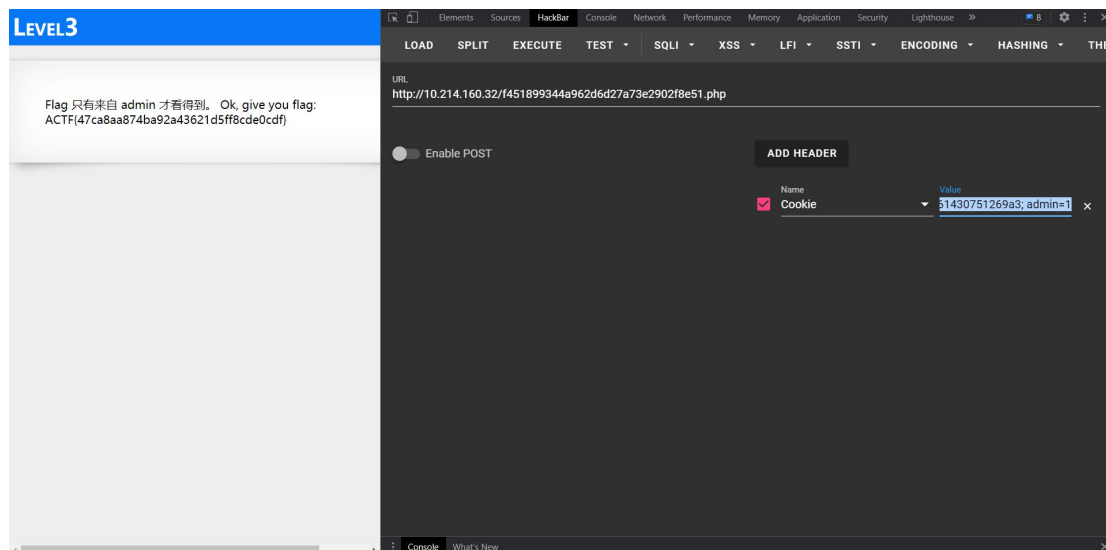 LEVEL3
Flag 只有来自 admin 才看得到。 Ok, give you flag:
ACTF{47ca8aa874ba92a43621d5ff8cde0cdf}
Elements Sources HackBar Console Network Performance Memory Application Security Lighthouse » 8
LOAD SPLIT EXECUTE TEST SQLI XSS LFI SSTI ENCODING HASHING
URL
http://10.214.160.32/f451899344a962d6d27a73e2902f8e51.php
Enable POST
ADD HEADER
Name
Cookie
Value
61430751269a3; admin=1
Console What's New